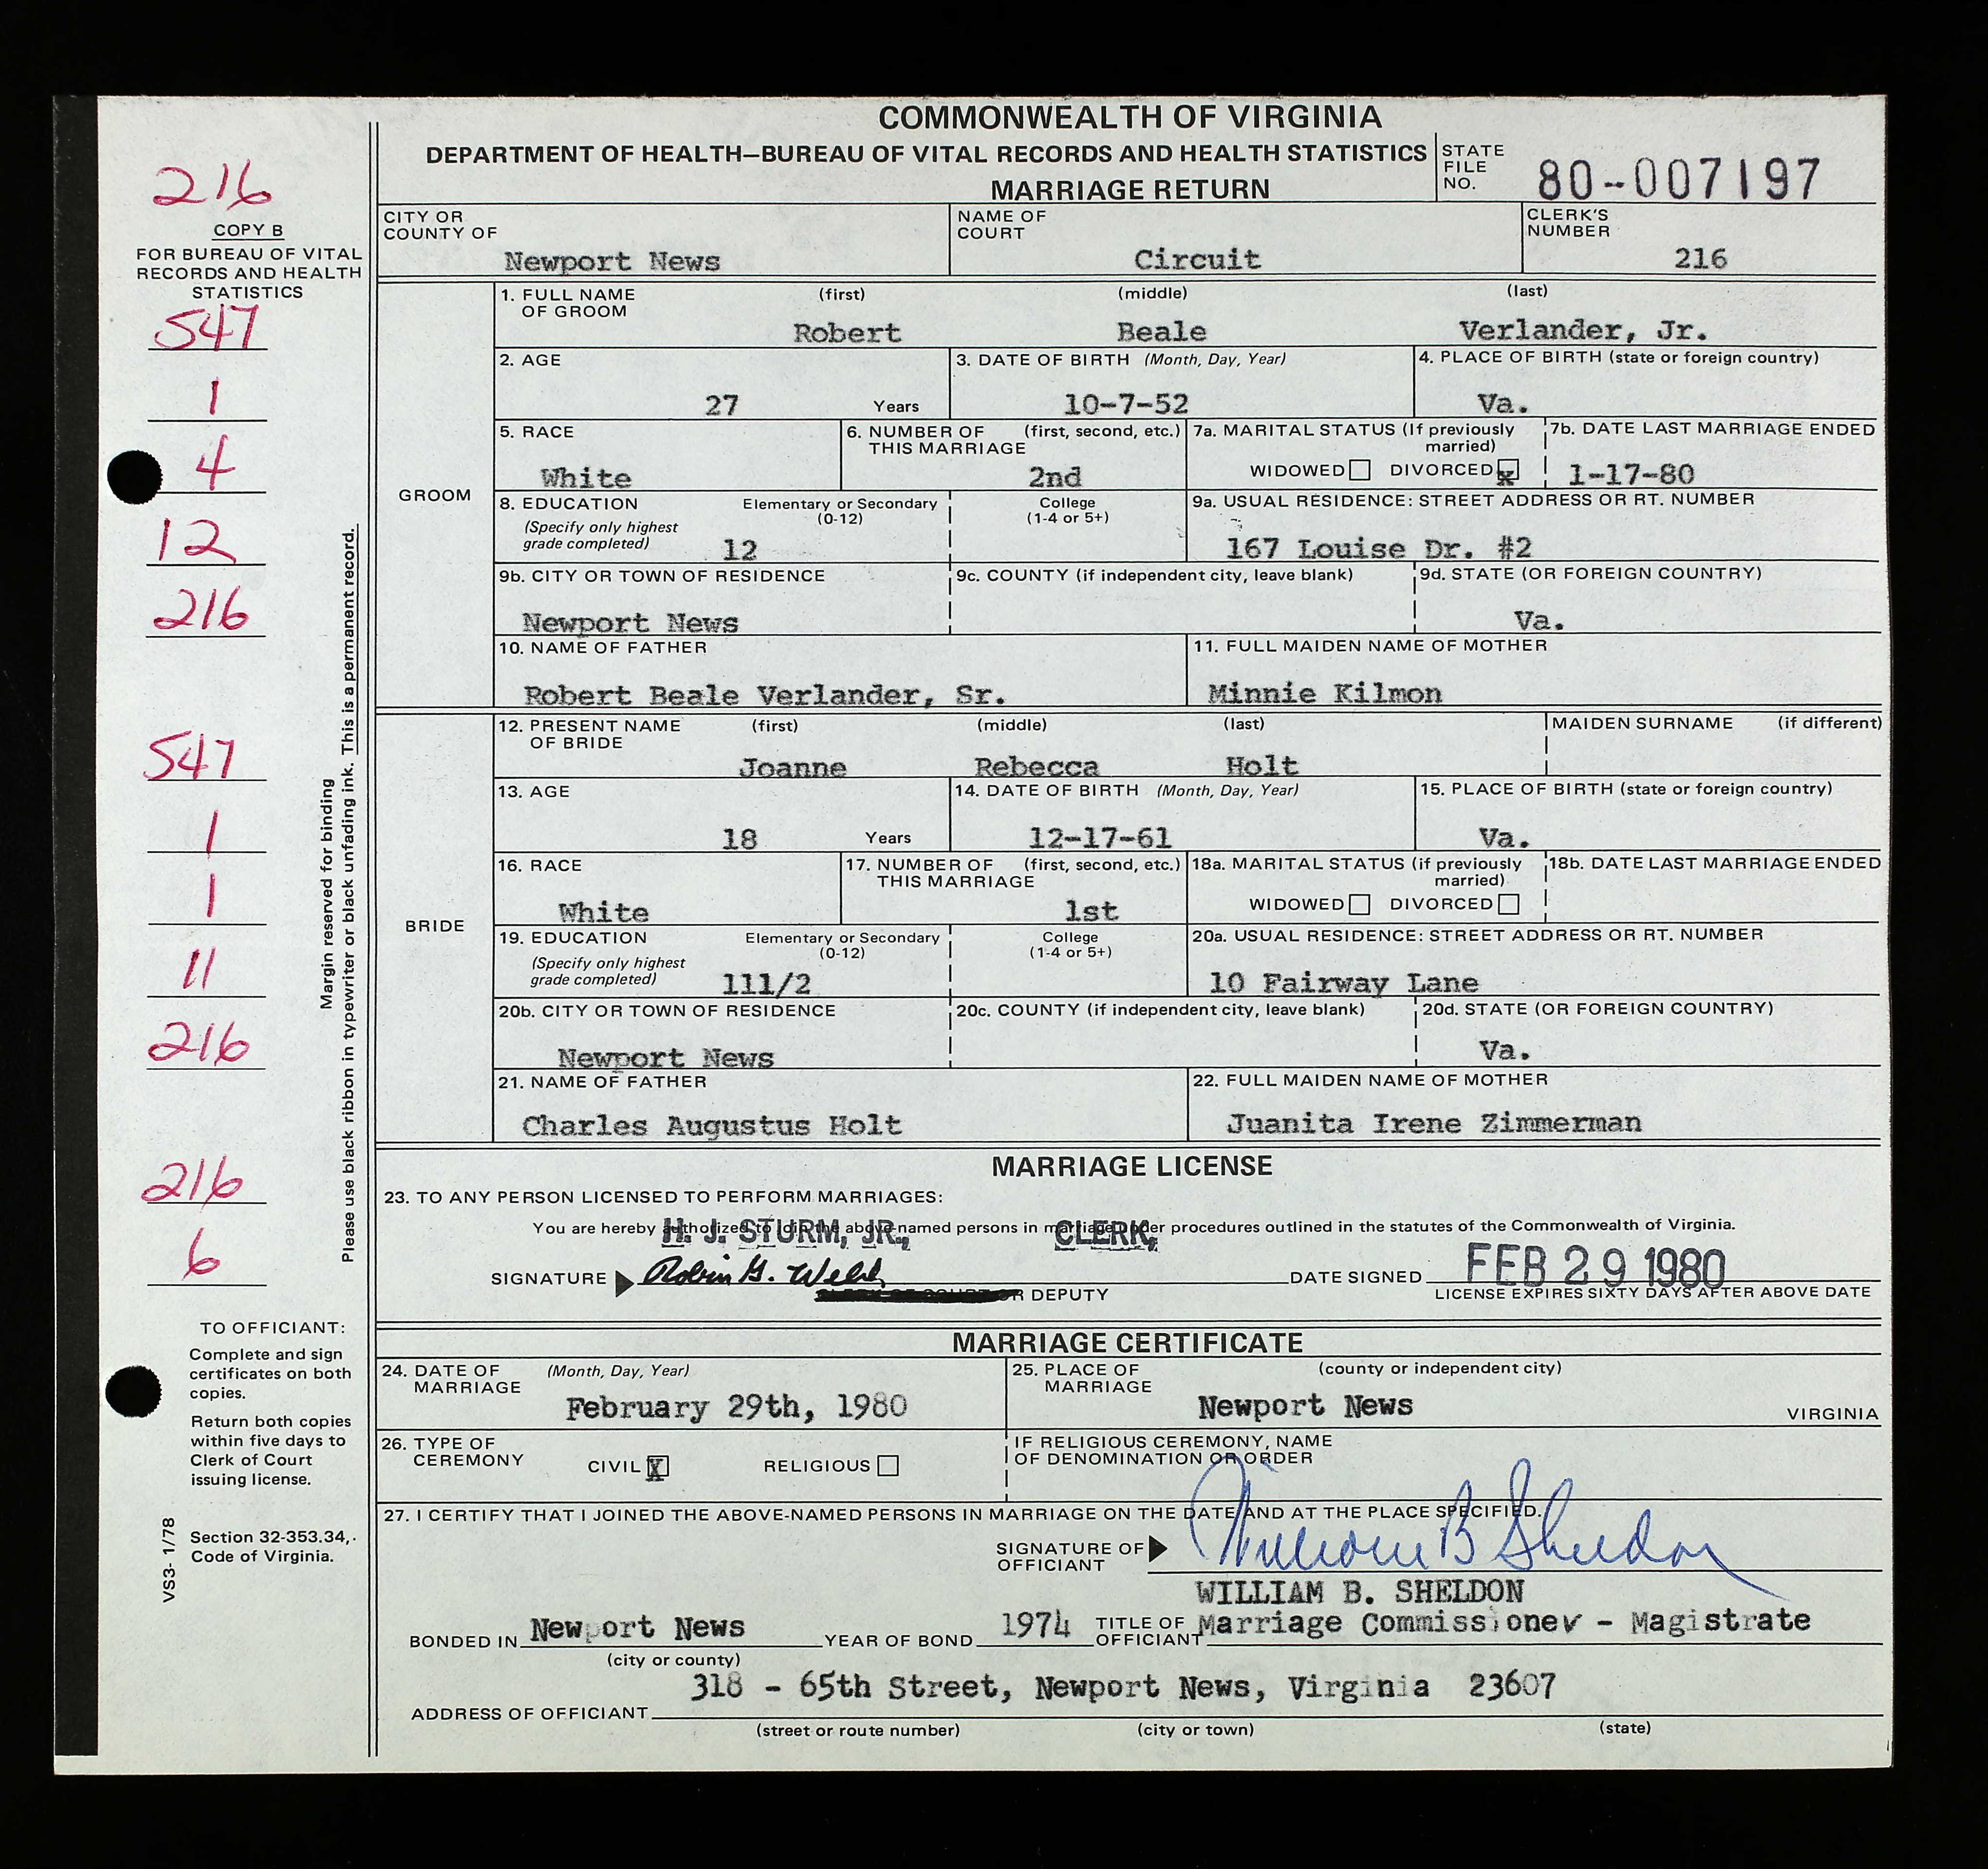 COMMONWEALTH OF VIRGINIA
DEPARTMENT OF HEALTH—BUREAU OF VITAL RECORDS AND HEALTH STATISTICS
MARRIAGE RETURN
STATE FILE NO. 80-007197
216
COPY B
FOR BUREAU OF VITAL
RECORDS AND HEALTH
STATISTICS
547
1
4
12
216
547
1
1
11
216
216
6
Margin reserved for binding
Please use black ribbon in typewriter or black unfading ink. This is a permanent record.
TO OFFICIANT:
Complete and sign
certificates on both
copies.
Return both copies
within five days to
Clerk of Court
issuing license.
Section 32-353.34,
Code of Virginia.
VS3- 1/78
CITY OR COUNTY OF Newport News
NAME OF COURT Circuit
CLERK'S NUMBER 216
GROOM
1. FULL NAME OF GROOM (first) (middle) (last)
Robert Beale Verlander, Jr.
2. AGE 27 Years
3. DATE OF BIRTH (Month, Day, Year) 10-7-52
4. PLACE OF BIRTH (state or foreign country) Va.
5. RACE White
6. NUMBER OF THIS MARRIAGE (first, second, etc.) 2nd
7a. MARITAL STATUS (If previously married) WIDOWED DIVORCED x
7b. DATE LAST MARRIAGE ENDED 1-17-80
8. EDUCATION (Specify only highest grade completed) Elementary or Secondary (0-12) 12 College (1-4 or 5+)
9a. USUAL RESIDENCE: STREET ADDRESS OR RT. NUMBER 167 Louise Dr. #2
9b. CITY OR TOWN OF RESIDENCE Newport News
9c. COUNTY (if independent city, leave blank)
9d. STATE (OR FOREIGN COUNTRY) Va.
10. NAME OF FATHER Robert Beale Verlander, Sr.
11. FULL MAIDEN NAME OF MOTHER Minnie Kilmon
BRIDE
12. PRESENT NAME OF BRIDE (first) (middle) (last) MAIDEN SURNAME (if different)
Joanne Rebecca Holt
13. AGE 18 Years
14. DATE OF BIRTH (Month, Day, Year) 12-17-61
15. PLACE OF BIRTH (state or foreign country) Va.
16. RACE White
17. NUMBER OF THIS MARRIAGE (first, second, etc.) 1st
18a. MARITAL STATUS (if previously married) WIDOWED DIVORCED
18b. DATE LAST MARRIAGE ENDED
19. EDUCATION (Specify only highest grade completed) Elementary or Secondary (0-12) 111/2 College (1-4 or 5+)
20a. USUAL RESIDENCE: STREET ADDRESS OR RT. NUMBER 10 Fairway Lane
20b. CITY OR TOWN OF RESIDENCE Newport News
20c. COUNTY (if independent city, leave blank)
20d. STATE (OR FOREIGN COUNTRY) Va.
21. NAME OF FATHER Charles Augustus Holt
22. FULL MAIDEN NAME OF MOTHER Juanita Irene Zimmerman
MARRIAGE LICENSE
23. TO ANY PERSON LICENSED TO PERFORM MARRIAGES:
You are hereby authorized to join the above-named persons in marriage under procedures outlined in the statutes of the Commonwealth of Virginia.
H. J. STURM, JR., CLERK,
SIGNATURE Robin G. Welsh DATE SIGNED FEB 29 1980
CLERK OF COURT OR DEPUTY LICENSE EXPIRES SIXTY DAYS AFTER ABOVE DATE
MARRIAGE CERTIFICATE
24. DATE OF MARRIAGE (Month, Day, Year) February 29th, 1980
25. PLACE OF MARRIAGE (county or independent city) Newport News VIRGINIA
26. TYPE OF CEREMONY CIVIL X RELIGIOUS
IF RELIGIOUS CEREMONY, NAME OF DENOMINATION OR ORDER
27. I CERTIFY THAT I JOINED THE ABOVE-NAMED PERSONS IN MARRIAGE ON THE DATE AND AT THE PLACE SPECIFIED.
SIGNATURE OF OFFICIANT William B Sheldon
WILLIAM B. SHELDON
BONDED IN Newport News YEAR OF BOND 1974 TITLE OF OFFICIANT Marriage Commissioner - Magistrate
(city or county)
318 - 65th Street, Newport News, Virginia 23607
ADDRESS OF OFFICIANT
(street or route number) (city or town) (state)